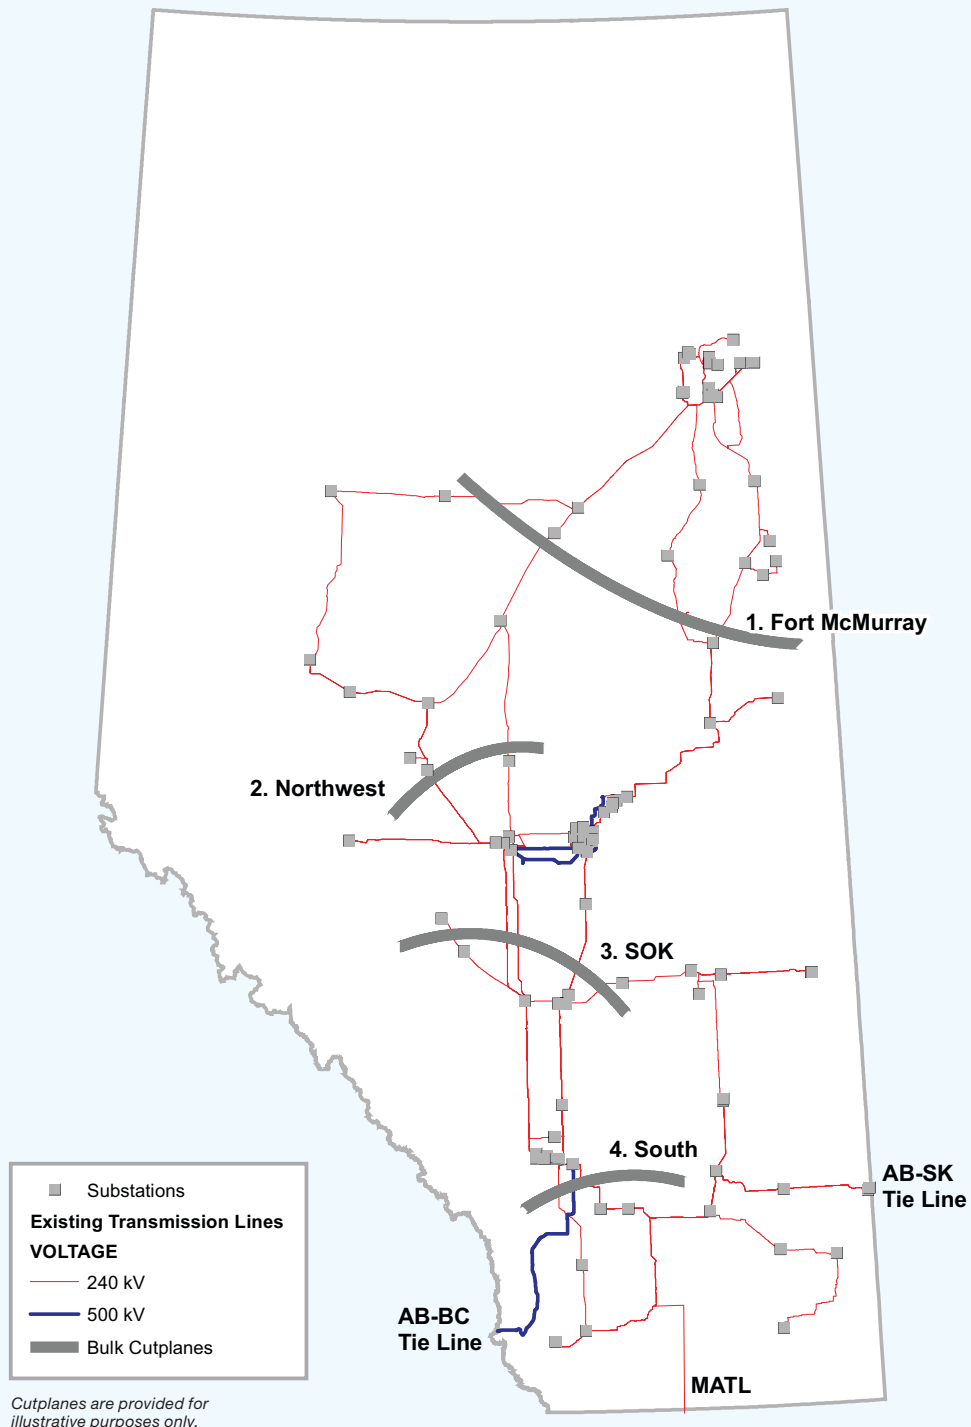 1. Fort McMurray
2. Northwest
3. SOK
4. South
AB-SK
Tie Line
AB-BC
Tie Line
MATL
Substations
Existing Transmission Lines
VOLTAGE
240 kV
500 kV
Bulk Cutplanes
Cutplanes are provided for
illustrative purposes only.